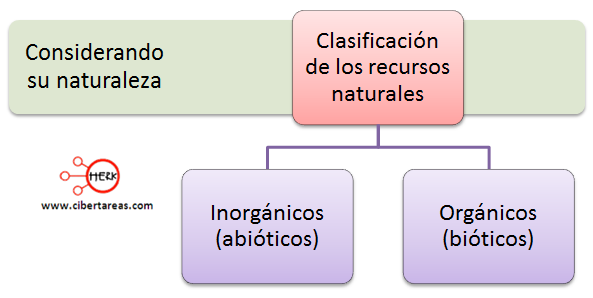 Considerando
su naturaleza
Clasificación
de los recursos
naturales
HERK
www.cibertareas.com
Inorgánicos
(abióticos)
Orgánicos
(bióticos)